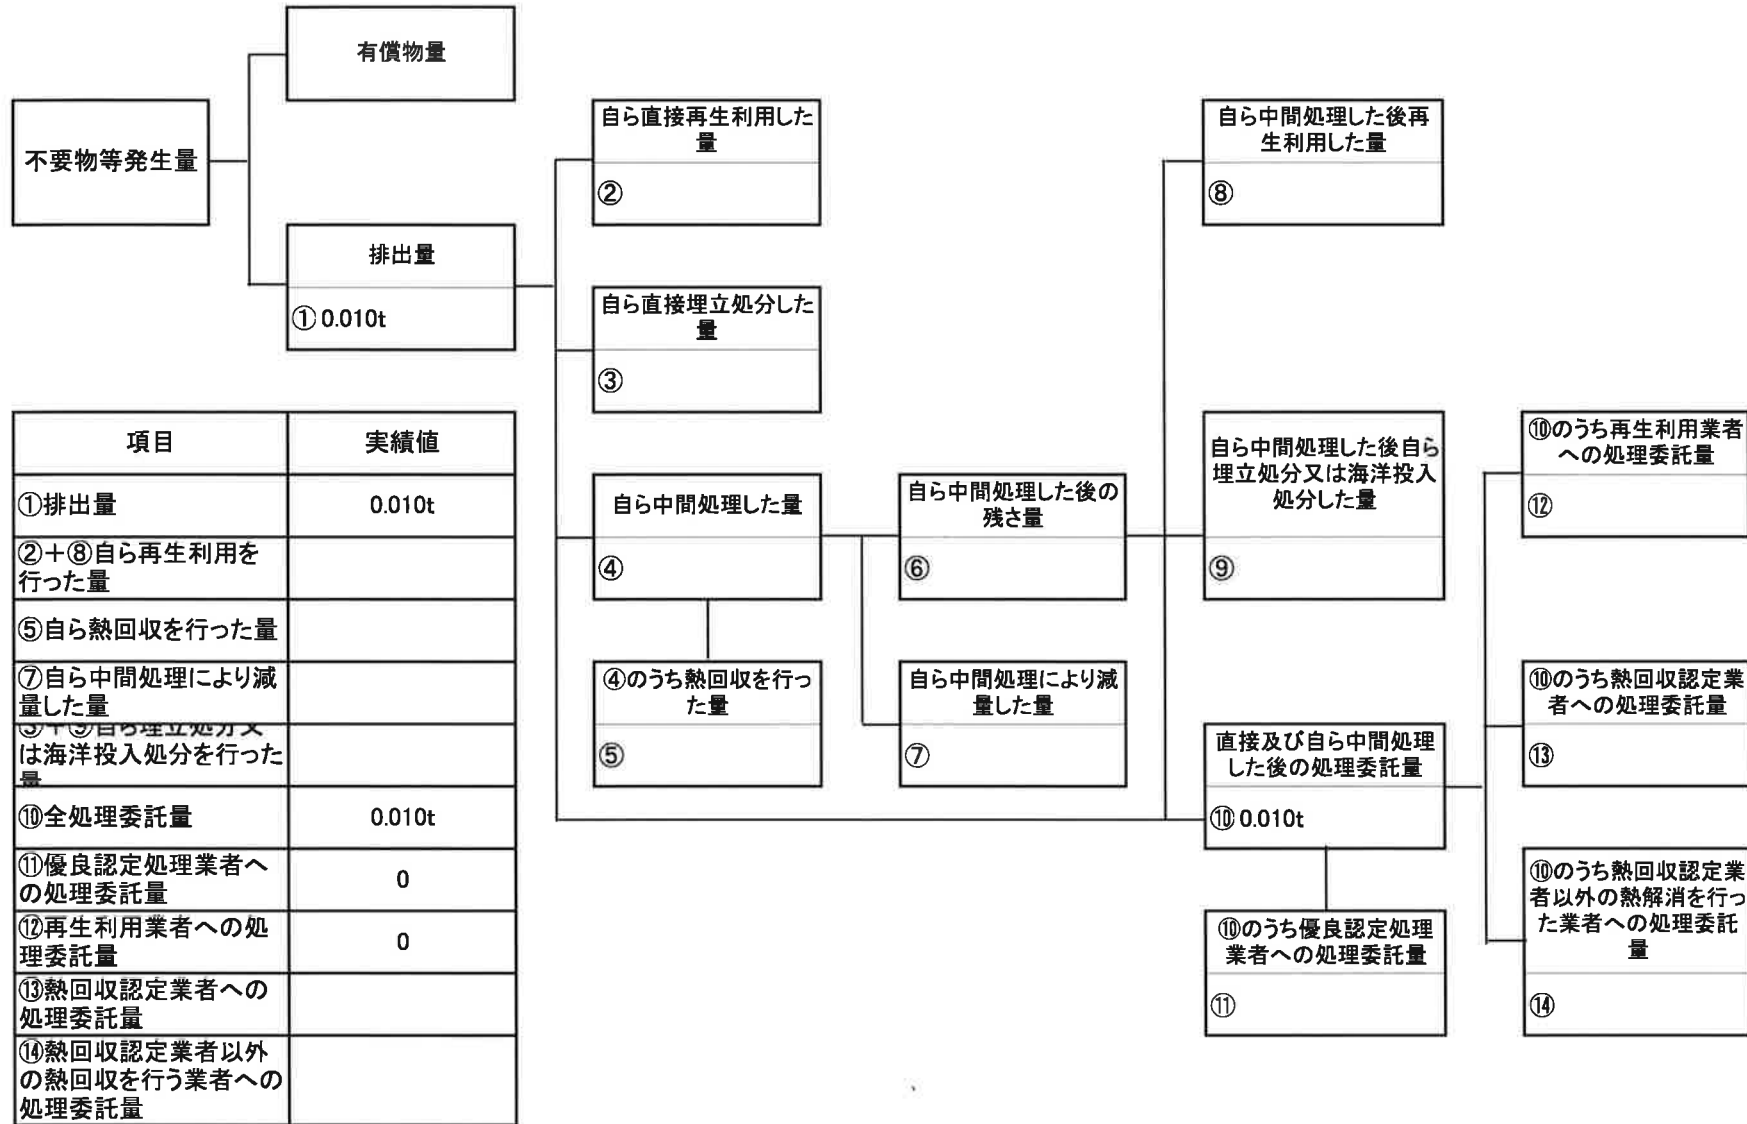 有償物量
不要物等発生量
排出量
① 0.010t
自ら直接再生利用した
量
②
自ら直接埋立処分した
量
③
自ら中間処理した量
④
④のうち熱回収を行っ
た量
⑤
自ら中間処理した後の
残さ量
⑥
自ら中間処理により減
量した量
⑦
自ら中間処理した後再
生利用した量
⑧
自ら中間処理した後自ら
埋立処分又は海洋投入
処分した量
⑨
直接及び自ら中間処理
した後の処理委託量
⑩ 0.010t
⑩のうち優良認定処理
業者への処理委託量
⑪
⑩のうち再生利用業者
への処理委託量
⑫
⑩のうち熱回収認定業
者への処理委託量
⑬
⑩のうち熱回収認定業
者以外の熱解消を行っ
た業者への処理委託
量
⑭
項目 実績値
①排出量 0.010t
②+⑧自ら再生利用を
行った量
⑤自ら熱回収を行った量
⑦自ら中間処理により減
量した量
③+⑨自ら埋立処分又
は海洋投入処分を行った
量
⑩全処理委託量 0.010t
⑪優良認定処理業者へ
の処理委託量 0
⑫再生利用業者への処
理委託量 0
⑬熱回収認定業者への
処理委託量
⑭熱回収認定業者以外
の熱回収を行う業者への
処理委託量